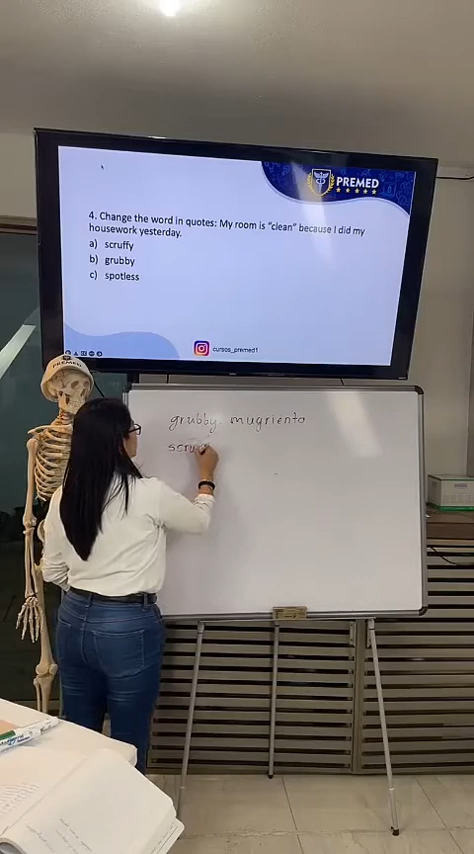 PREMED
4. Change the word in quotes: My room is “clean” because I did my
housework yesterday.
a) scruffy
b) grubby
c) spotless
cursos_premed1
PREMED
grubby. mugriento